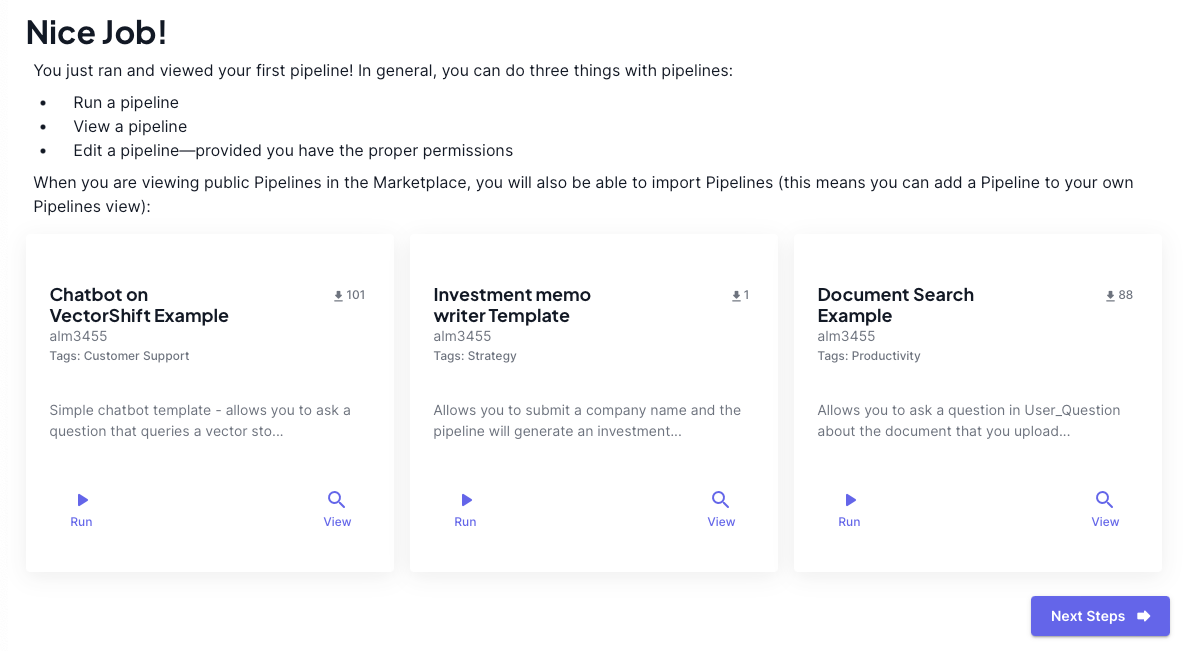 Nice Job!
You just ran and viewed your first pipeline! In general, you can do three things with pipelines:
• Run a pipeline
• View a pipeline
• Edit a pipeline—provided you have the proper permissions
When you are viewing public Pipelines in the Marketplace, you will also be able to import Pipelines (this means you can add a Pipeline to your own
Pipelines view):
Chatbot on
VectorShift Example
101
alm3455
Tags: Customer Support
Simple chatbot template - allows you to ask a
question that queries a vector sto...
Run
View
Investment memo
writer Template
1
alm3455
Tags: Strategy
Allows you to submit a company name and the
pipeline will generate an investment...
Run
View
Document Search
Example
88
alm3455
Tags: Productivity
Allows you to ask a question in User_Question
about the document that you upload...
Run
View
Next Steps